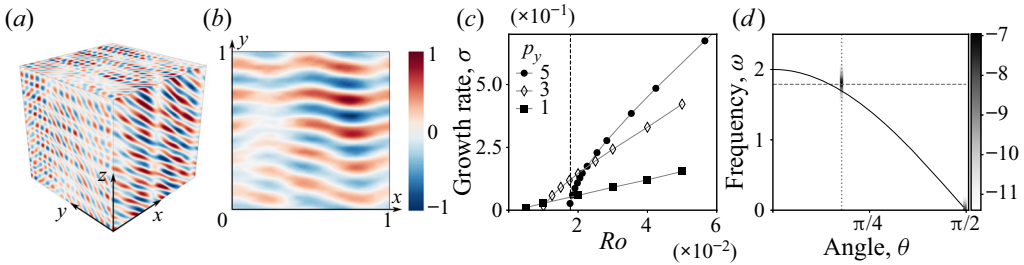 (a)
z
y
x
(b)
y
1
0
x
1
1
0
−1
(c)
(×10−1)
Growth rate, σ
5.0
2.5
0
p_y
5
3
1
2
4
6
Ro
(×10−2)
(d)
Frequency, ω
2
1
0
π/4
π/2
Angle, θ
−7
−8
−9
−10
−11